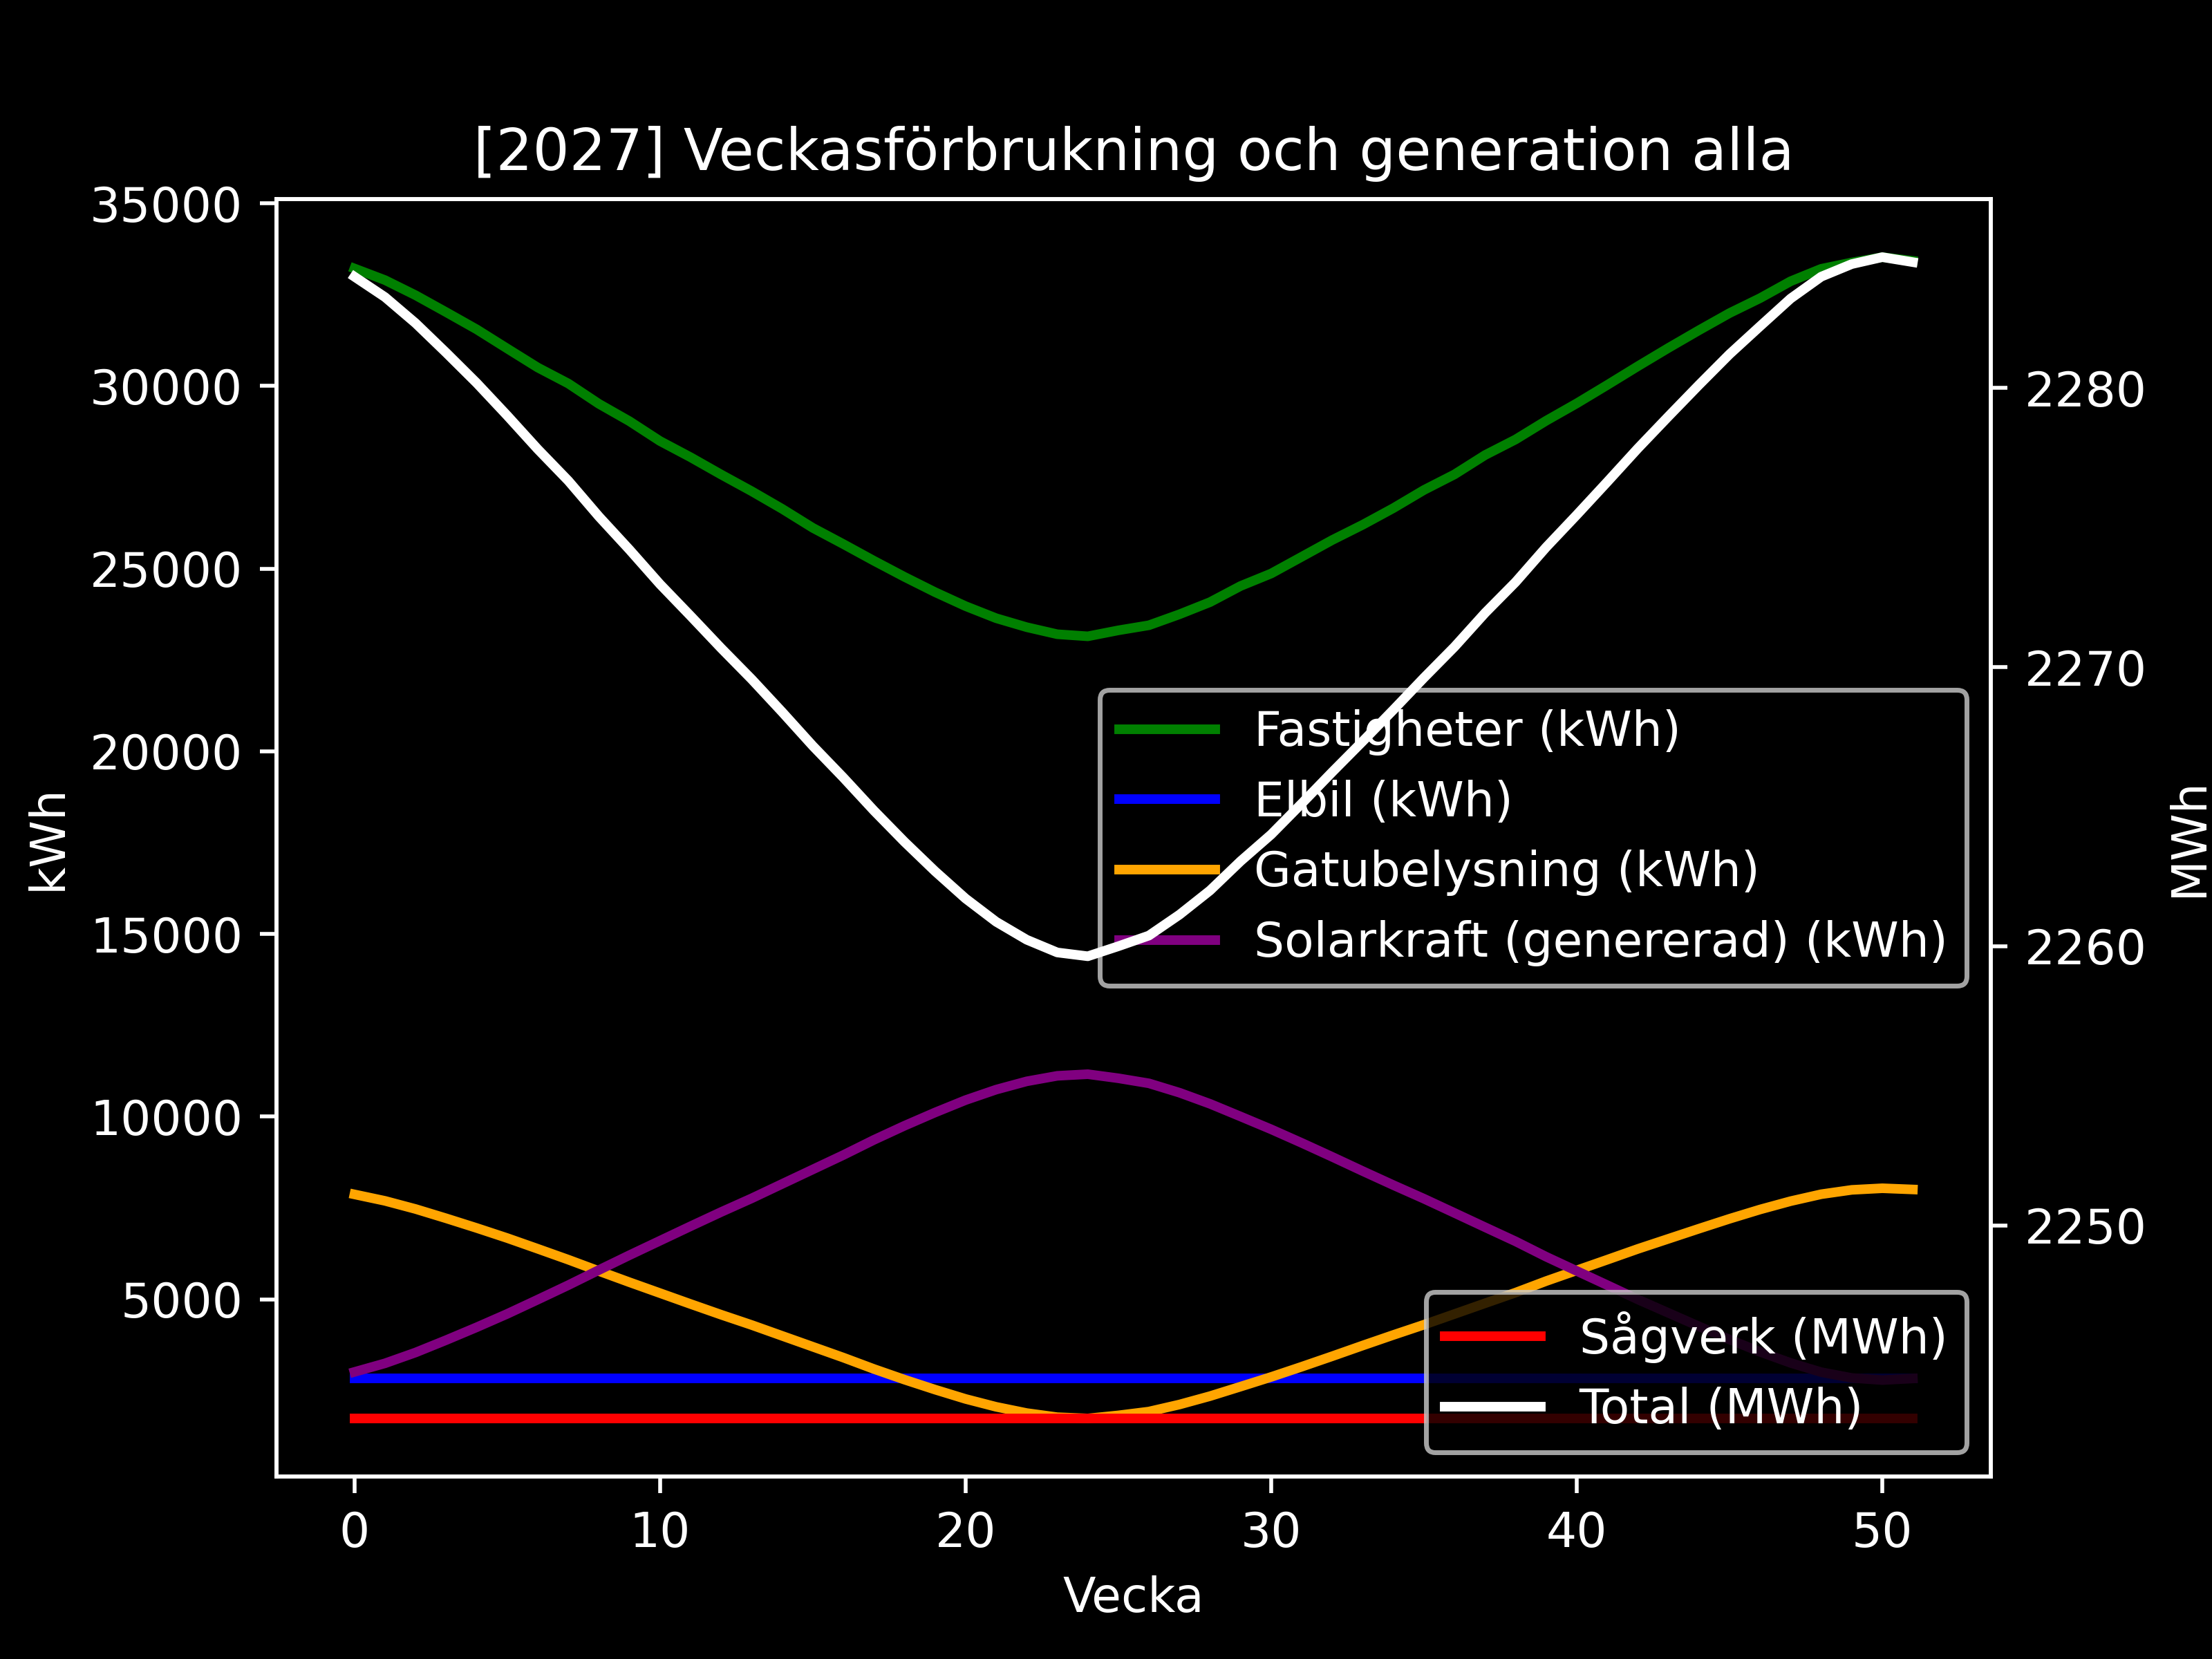 [2027] Veckasförbrukning och generation alla
35000
30000
25000
20000
15000
10000
5000
kWh
2280
2270
2260
2250
MWh
Fastigheter (kWh)
Elbil (kWh)
Gatubelysning (kWh)
Solarkraft (genererad) (kWh)
Sågverk (MWh)
Total (MWh)
0 10 20 30 40 50
Vecka